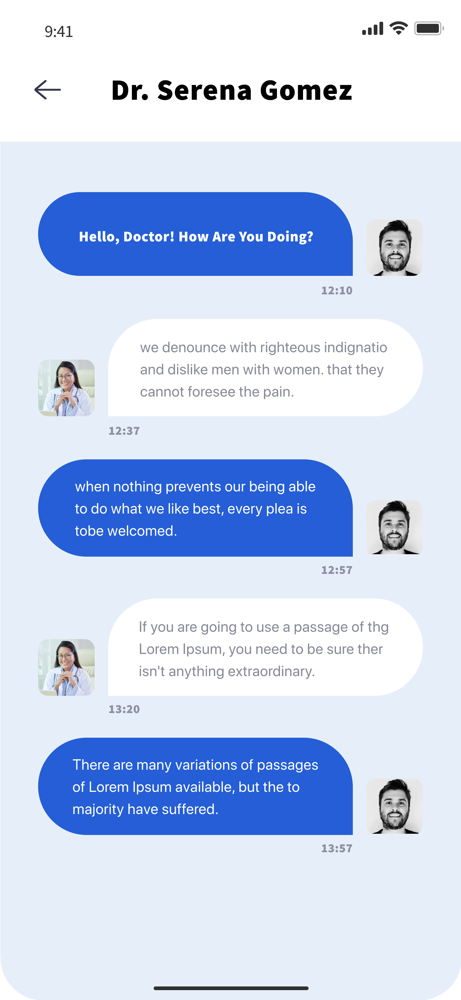 9:41
Dr. Serena Gomez
Hello, Doctor! How Are You Doing?
12:10
we denounce with righteous indignatio
and dislike men with women. that they
cannot foresee the pain.
12:37
when nothing prevents our being able
to do what we like best, every plea is
tobe welcomed.
12:57
If you are going to use a passage of thg
Lorem Ipsum, you need to be sure ther
isn't anything extraordinary.
13:20
There are many variations of passages
of Lorem Ipsum available, but the to
majority have suffered.
13:57